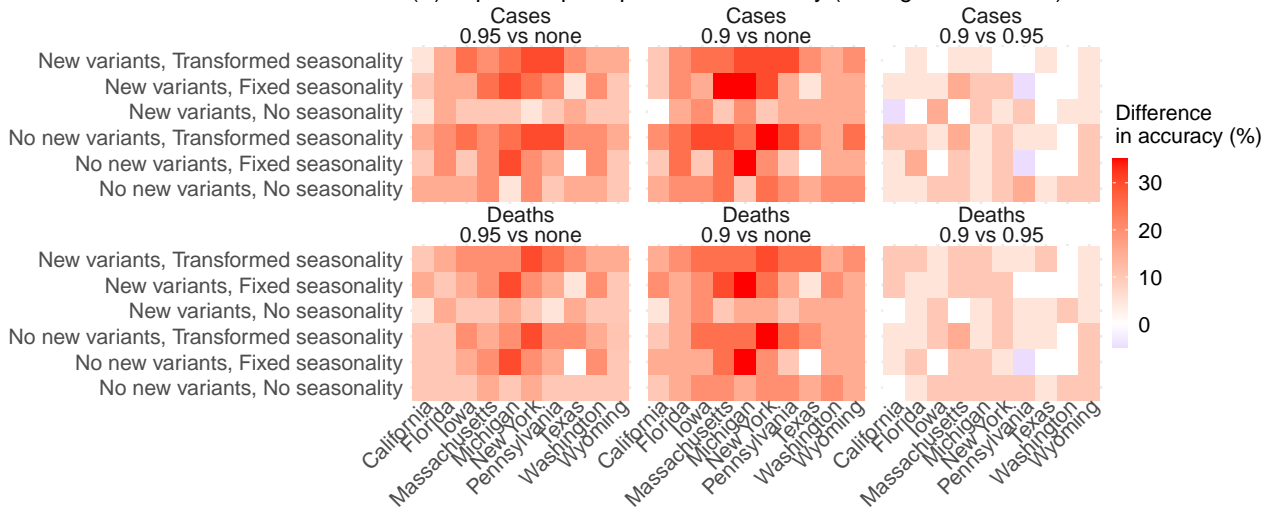 Cases
0.95 vs none
Cases
0.9 vs none
Cases
0.9 vs 0.95
New variants, Transformed seasonality
New variants, Fixed seasonality
New variants, No seasonality
No new variants, Transformed seasonality
No new variants, Fixed seasonality
No new variants, No seasonality
Deaths
0.95 vs none
Deaths
0.9 vs none
Deaths
0.9 vs 0.95
New variants, Transformed seasonality
New variants, Fixed seasonality
New variants, No seasonality
No new variants, Transformed seasonality
No new variants, Fixed seasonality
No new variants, No seasonality
California
Florida
Iowa
Massachusetts
Michigan
New York
Pennsylvania
Texas
Washington
Wyoming
California
Florida
Iowa
Massachusetts
Michigan
New York
Pennsylvania
Texas
Washington
Wyoming
California
Florida
Iowa
Massachusetts
Michigan
New York
Pennsylvania
Texas
Washington
Wyoming
Difference
in accuracy (%)
30
20
10
0